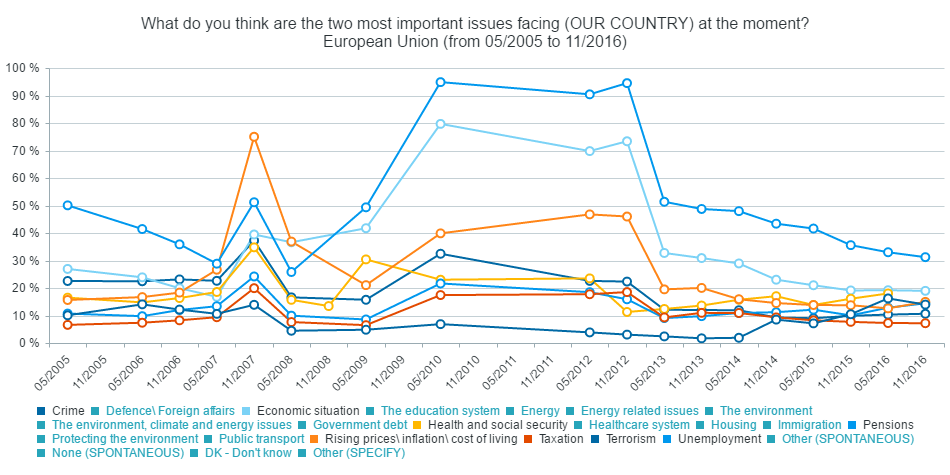 What do you think are the two most important issues facing (OUR COUNTRY) at the moment?
European Union (from 05/2005 to 11/2016)
100 %
90 %
80 %
70 %
60 %
50 %
40 %
30 %
20 %
10 %
0 %
05/2005 11/2005 05/2006 11/2006 05/2007 11/2007 05/2008 11/2008 05/2009 11/2009 05/2010 11/2010 05/2011 11/2011 05/2012 11/2012 05/2013 11/2013 05/2014 11/2014 05/2015 11/2015 05/2016 11/2016
Crime Defence\ Foreign affairs Economic situation The education system Energy Energy related issues The environment
The environment, climate and energy issues Government debt Health and social security Healthcare system Housing Immigration Pensions
Protecting the environment Public transport Rising prices\ inflation\ cost of living Taxation Terrorism Unemployment Other (SPONTANEOUS)
None (SPONTANEOUS) DK - Don't know Other (SPECIFY)